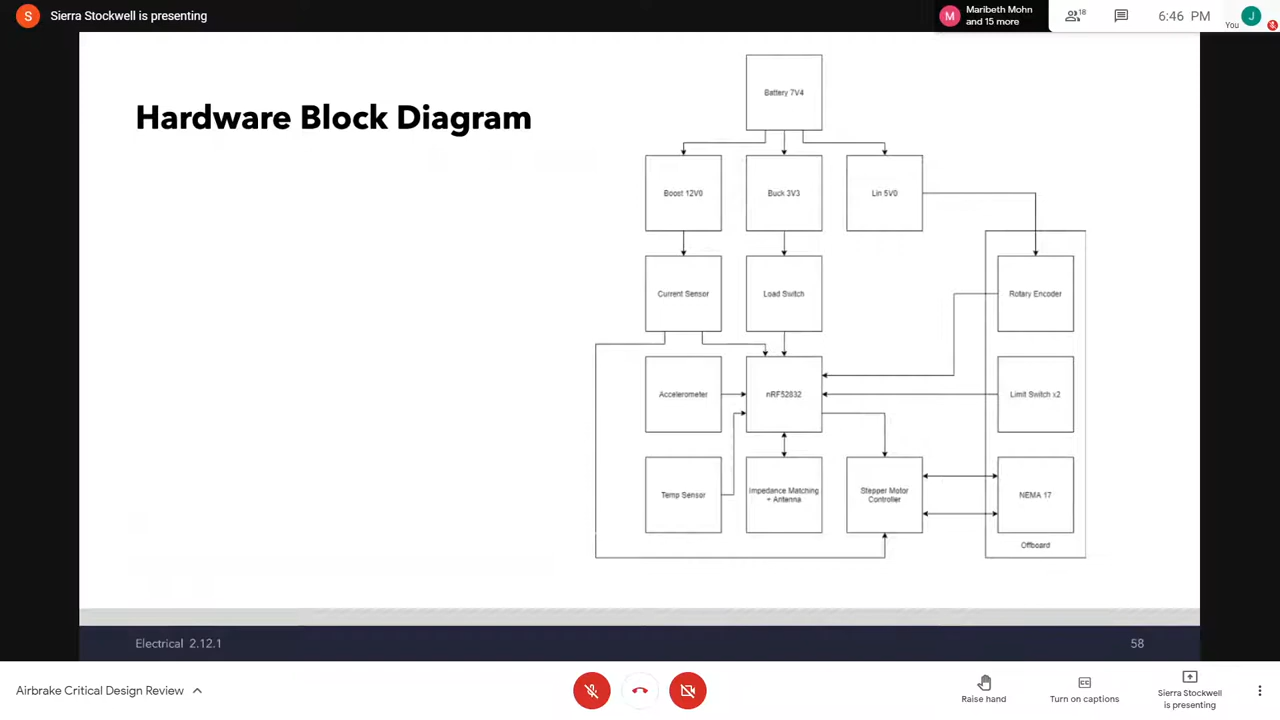 Sierra Stockwell is presenting
Maribeth Mohn
and 15 more
18
6:46 PM
You
S
M
J
Hardware Block Diagram
Battery 7V4
Boost 12V0
Buck 3V3
Lin 5V0
Current Sensor
Load Switch
Rotary Encoder
Accelerometer
nRF52832
Limit Switch x2
Temp Sensor
Impedance Matching
+ Antenna
Stepper Motor
Controller
NEMA 17
Offboard
Electrical 2.12.1
58
Airbrake Critical Design Review
Raise hand
CC
Turn on captions
Sierra Stockwell
is presenting